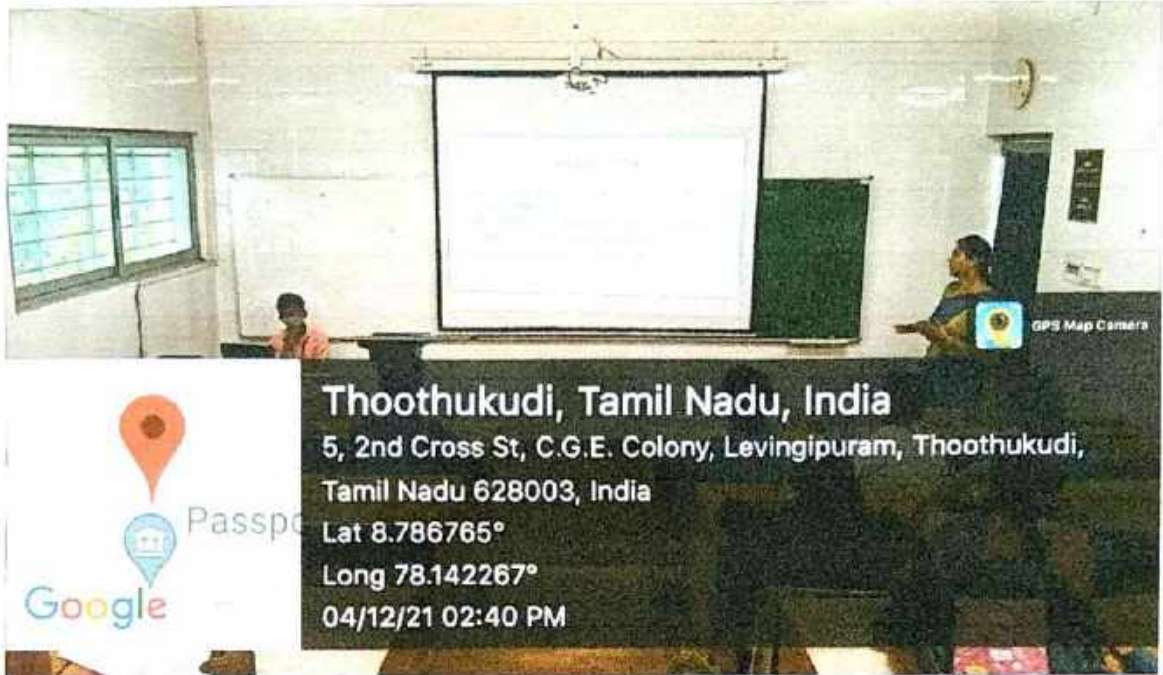 GPS Map Camera
Thoothukudi, Tamil Nadu, India
5, 2nd Cross St, C.G.E. Colony, Levingipuram, Thoothukudi,
Tamil Nadu 628003, India
Lat 8.786765°
Long 78.142267°
04/12/21 02:40 PM
Google